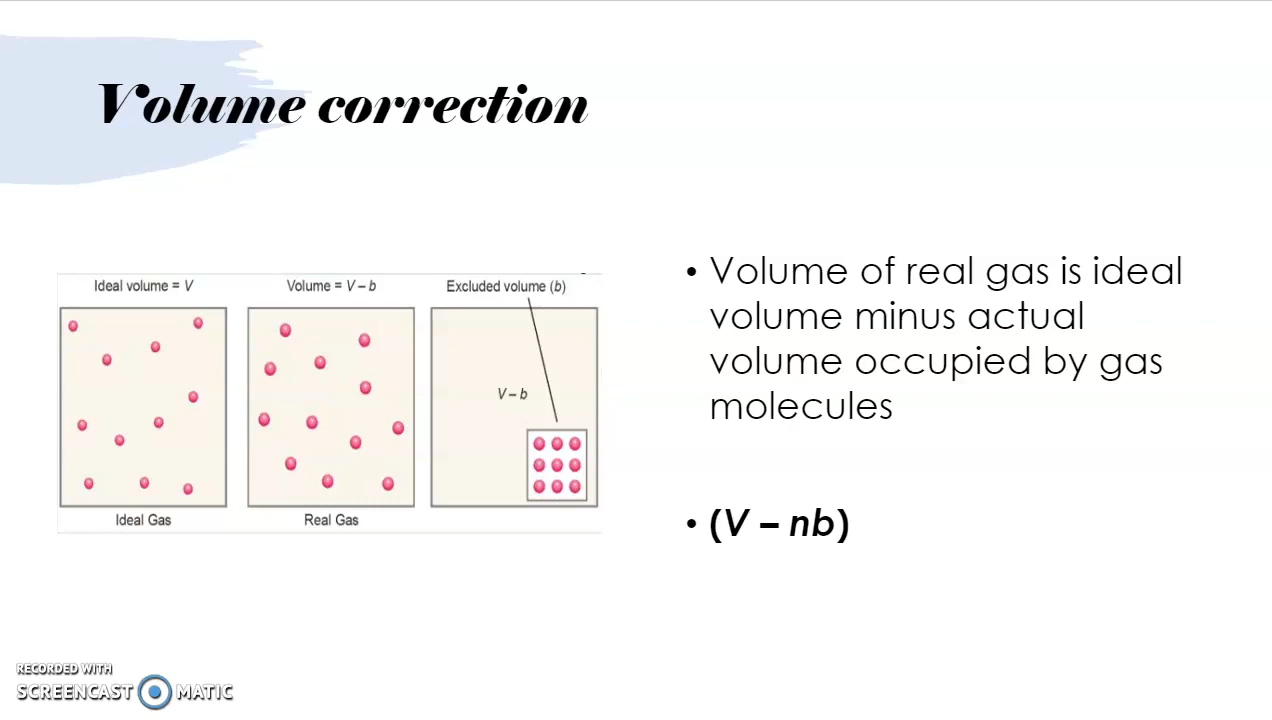 Volume correction
Ideal volume = V
Volume = V – b
Excluded volume (b)
V – b
Ideal Gas
Real Gas
• Volume of real gas is ideal
volume minus actual
volume occupied by gas
molecules
• (V – nb)
RECORDED WITH
SCREENCAST MATIC